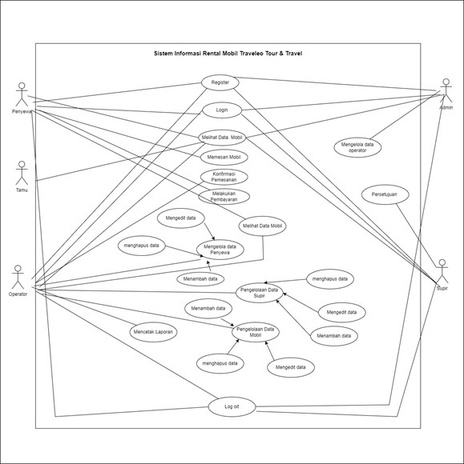 Sistem Informasi Rental Mobil Traveleo Tour & Travel
Register
Penyewa
Admin
Login
Melihat Data Mobil
Mengelola data
operator
Memesan Mobil
Konfirmasi
Pemesanan
Tamu
Melakukan
Pembayaran
Persetujuan
Mengedit data
Melihat Data Mobil
menghapus data
Mengelola data
Penyewa
Menambah data
menghapus data
Operator
Supir
Pengelolaan Data
Supir
Menambah data
Mengedit data
Mencatan Laporan
Pengelolaan Data
Mobil
Menambah data
menghapus data
Mengedit data
Log oit